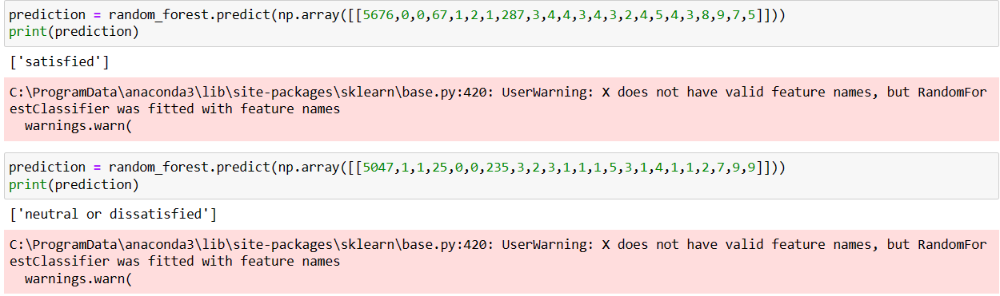 prediction = random_forest.predict(np.array([[5676,0,0,67,1,2,1,287,3,4,4,3,4,3,2,4,5,4,3,8,9,7,5]]))
print(prediction)
['satisfied']
C:\ProgramData\anaconda3\lib\site-packages\sklearn\base.py:420: UserWarning: X does not have valid feature names, but RandomFor
estClassifier was fitted with feature names
  warnings.warn(
prediction = random_forest.predict(np.array([[5047,1,1,25,0,0,235,3,2,3,1,1,1,5,3,1,4,1,1,2,7,9,9]]))
print(prediction)
['neutral or dissatisfied']
C:\ProgramData\anaconda3\lib\site-packages\sklearn\base.py:420: UserWarning: X does not have valid feature names, but RandomFor
estClassifier was fitted with feature names
  warnings.warn(